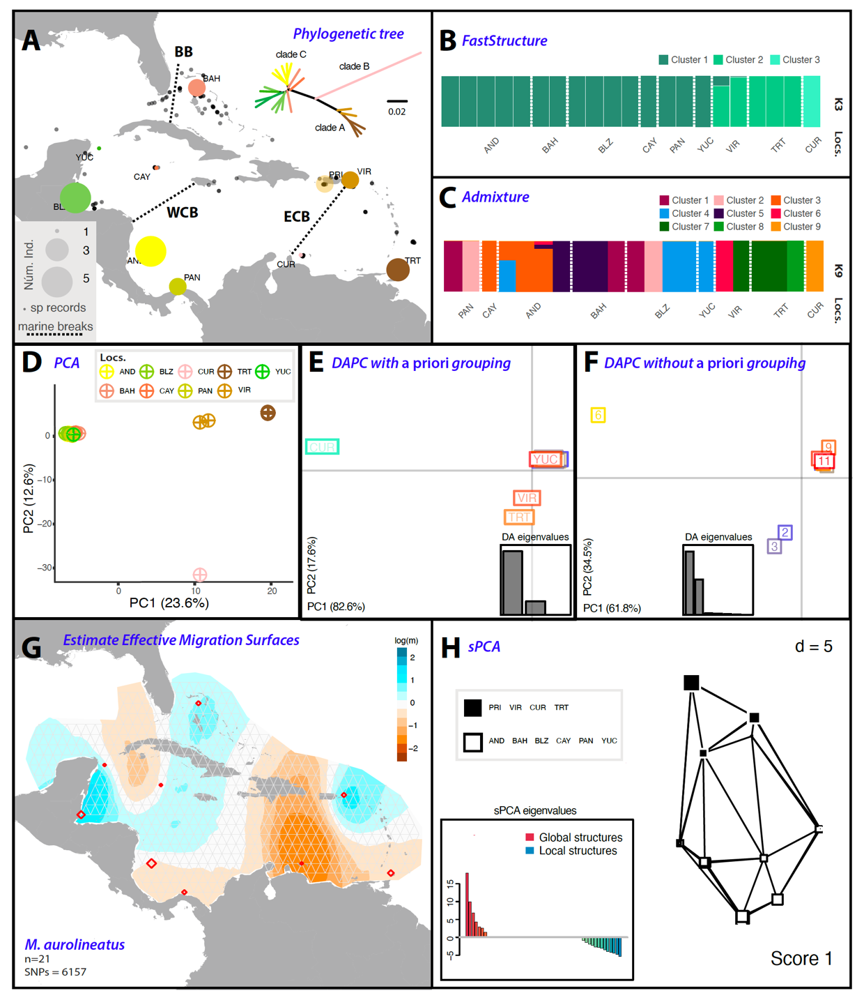 A
Phylogenetic tree
BB
clade C
clade B
BAH
0.02
clade A
YUC
CAY
PRI
VIR
BL
WCB
ECB
1
3
5
Núm. Ind.
sp records
marine breaks
AN.
CUR
TRT
PAN
B FastStructure
Cluster 1 Cluster 2 Cluster 3
K3
AND BAH BLZ CAY PAN YUC VIR TRT CUR
Locs.
C Admixture
Cluster 1 Cluster 2 Cluster 3
Cluster 4 Cluster 5 Cluster 6
Cluster 7 Cluster 8 Cluster 9
K9
PAN CAY AND BAH BLZ YUC VIR TRT CUR
Locs.
D PCA
Locs.
AND BLZ CUR TRT YUC
BAH CAY PAN VIR
0
−10
−20
−30
PC2 (12.6%)
0 10 20
PC1 (23.6%)
E DAPC with a priori grouping
CUR
YUC
VIR
TRT
DA eigenvalues
PC2 (17.6%)
PC1 (82.6%)
F DAPC without a priori groupihg
6
9
11
2
3
DA eigenvalues
PC2 (34.5%)
PC1 (61.8%)
G Estimate Effective Migration Surfaces
log(m)
2
1
0
−1
−2
M. aurolineatus
n=21
SNPs = 6157
H sPCA
d = 5
PRI VIR CUR TRT
AND BAH BLZ CAY PAN YUC
sPCA eigenvalues
Global structures
Local structures
15
10
5
0
−5
Score 1